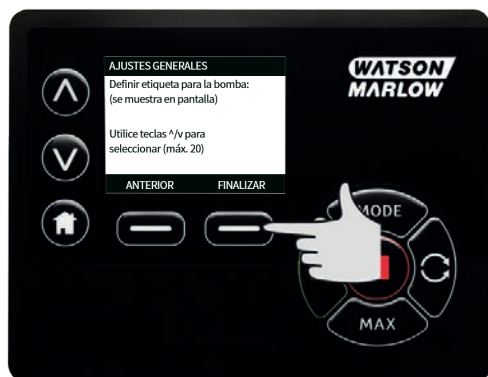 AJUSTES GENERALES
Definir etiqueta para la bomba:
(se muestra en pantalla)
Utilice teclas ^/v para
seleccionar (máx. 20)
ANTERIOR FINALIZAR
WATSON
MARLOW
MODE
MAX